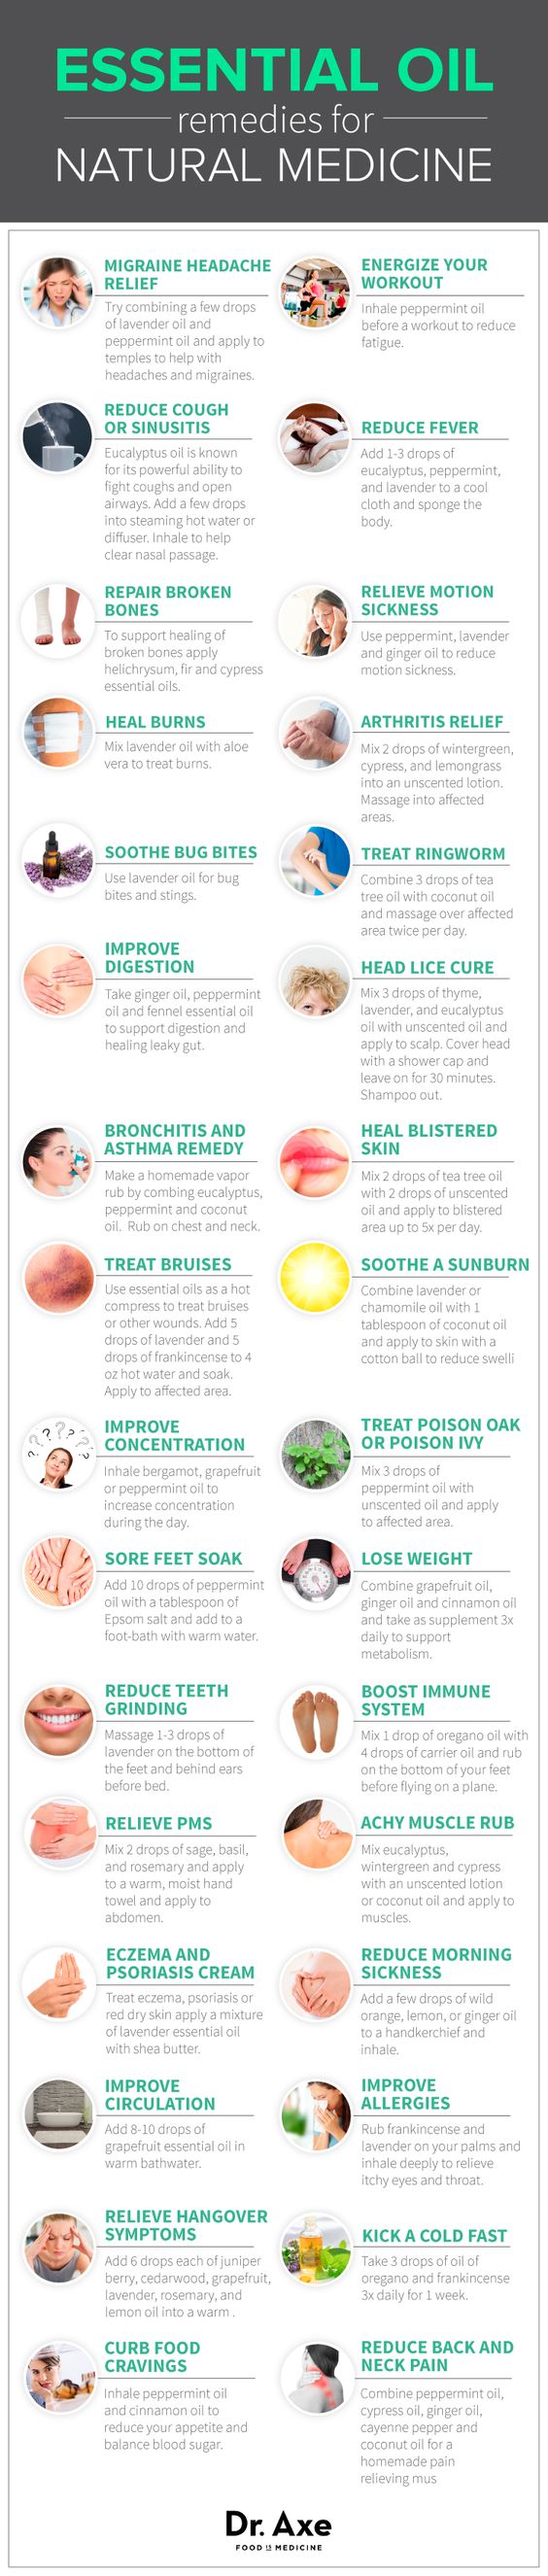 ESSENTIAL OIL
remedies for
NATURAL MEDICINE
MIGRAINE HEADACHE
RELIEF
Try combining a few drops
of lavender oil and
peppermint oil and apply to
temples to help with
headaches and migraines.
ENERGIZE YOUR
WORKOUT
Inhale peppermint oil
before a workout to reduce
fatigue.
REDUCE COUGH
OR SINUSITIS
Eucalyptus oil is known
for its powerful ability to
fight coughs and open
airways. Add a few drops
into steaming hot water or
diffuser. Inhale to help
clear nasal passage.
REDUCE FEVER
Add 1-3 drops of
eucalyptus, peppermint,
and lavender to a cool
cloth and sponge the
body.
REPAIR BROKEN
BONES
To support healing of
broken bones apply
helichrysum, fir and cypress
essential oils.
RELIEVE MOTION
SICKNESS
Use peppermint, lavender
and ginger oil to reduce
motion sickness.
HEAL BURNS
Mix lavender oil with aloe
vera to treat burns.
ARTHRITIS RELIEF
Mix 2 drops of wintergreen,
cypress, and lemongrass
into an unscented lotion.
Massage into affected
areas.
SOOTHE BUG BITES
Use lavender oil for bug
bites and stings.
TREAT RINGWORM
Combine 3 drops of tea
tree oil with coconut oil
and massage over affected
area twice per day.
IMPROVE
DIGESTION
Take ginger oil, peppermint
oil and fennel essential oil
to support digestion and
healing leaky gut.
HEAD LICE CURE
Mix 3 drops of thyme,
lavender, and eucalyptus
oil with unscented oil and
apply to scalp. Cover head
with a shower cap and
leave on for 30 minutes.
Shampoo out.
BRONCHITIS AND
ASTHMA REMEDY
Make a homemade vapor
rub by combing eucalyptus,
peppermint and coconut
oil. Rub on chest and neck.
HEAL BLISTERED
SKIN
Mix 2 drops of tea tree oil
with 2 drops of unscented
oil and apply to blistered
area up to 5x per day.
TREAT BRUISES
Use essential oils as a hot
compress to treat bruises
or other wounds. Add 5
drops of lavender and 5
drops of frankincense to 4
oz hot water and soak.
Apply to affected area.
SOOTHE A SUNBURN
Combine lavender or
chamomile oil with 1
tablespoon of coconut oil
and apply to skin with a
cotton ball to reduce swelli
IMPROVE
CONCENTRATION
Inhale bergamot, grapefruit
or peppermint oil to
increase concentration
during the day.
TREAT POISON OAK
OR POISON IVY
Mix 3 drops of
peppermint oil with
unscented oil and apply
to affected area.
SORE FEET SOAK
Add 10 drops of peppermint
oil with a tablespoon of
Epsom salt and add to a
foot-bath with warm water.
LOSE WEIGHT
Combine grapefruit oil,
ginger oil and cinnamon oil
and take as supplement 3x
daily to support
metabolism.
REDUCE TEETH
GRINDING
Massage 1-3 drops of
lavender on the bottom of
the feet and behind ears
before bed.
BOOST IMMUNE
SYSTEM
Mix 1 drop of oregano oil with
4 drops of carrier oil and rub
on the bottom of your feet
before flying on a plane.
RELIEVE PMS
Mix 2 drops of sage, basil,
and rosemary and apply
to a warm, moist hand
towel and apply to
abdomen.
ACHY MUSCLE RUB
Mix eucalyptus,
wintergreen and cypress
with an unscented lotion
or coconut oil and apply to
muscles.
ECZEMA AND
PSORIASIS CREAM
Treat eczema, psoriasis or
red dry skin apply a mixture
of lavender essential oil
with shea butter.
REDUCE MORNING
SICKNESS
Add a few drops of wild
orange, lemon, or ginger oil
to a handkerchief and
inhale.
IMPROVE
CIRCULATION
Add 8-10 drops of
grapefruit essential oil in
warm bathwater.
IMPROVE
ALLERGIES
Rub frankincense and
lavender on your palms and
inhale deeply to relieve
itchy eyes and throat.
RELIEVE HANGOVER
SYMPTOMS
Add 6 drops each of juniper
berry, cedarwood, grapefruit,
lavender, rosemary, and
lemon oil into a warm .
KICK A COLD FAST
Take 3 drops of oil of
oregano and frankincense
3x daily for 1 week.
CURB FOOD
CRAVINGS
Inhale peppermint oil
and cinnamon oil to
reduce your appetite and
balance blood sugar.
REDUCE BACK AND
NECK PAIN
Combine peppermint oil,
cypress oil, ginger oil,
cayenne pepper and
coconut oil for a
homemade pain
relieving mus
Dr. Axe
FOOD IS MEDICINE